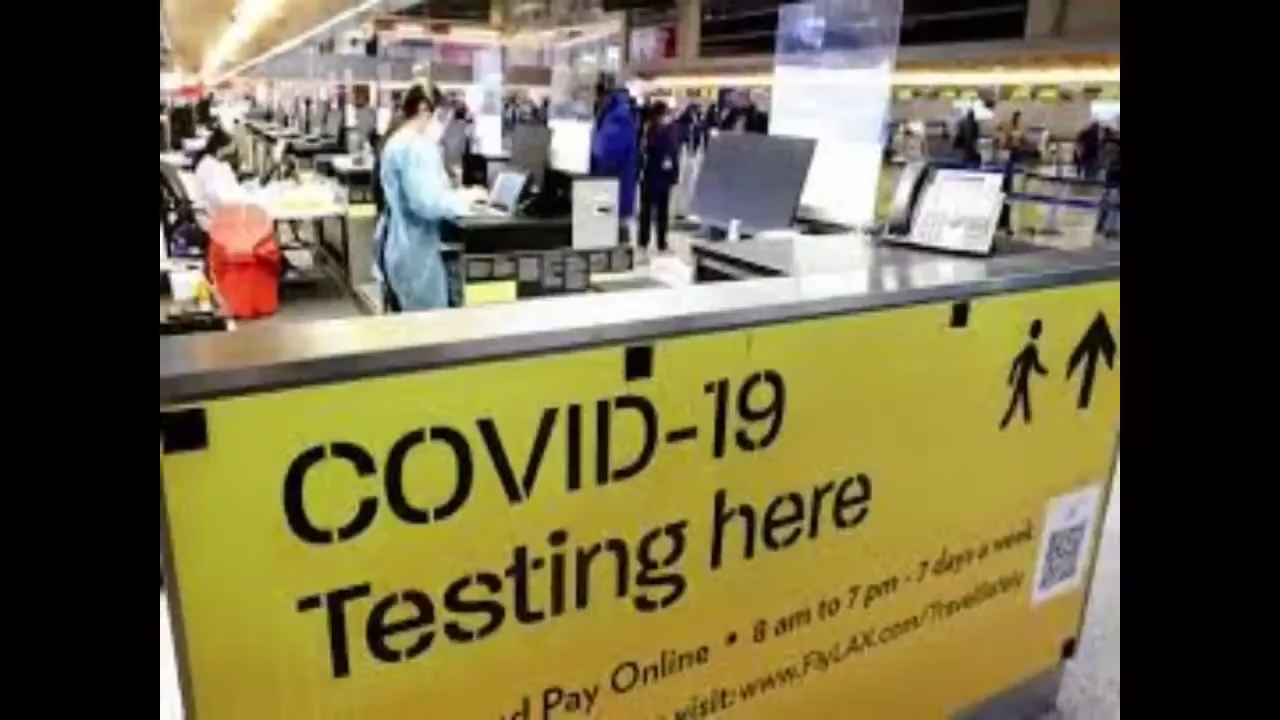 COVID-19
Testing here
Pay Online • 8 am to 7 pm - 7 days a week
visit: www.FlyLAX.com/TravelSafely